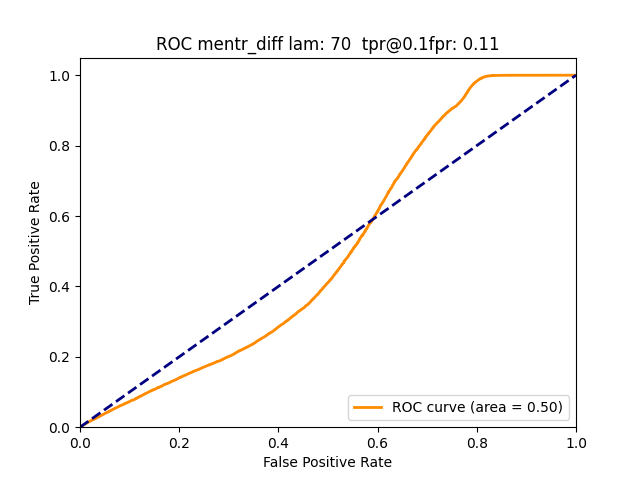 ROC mentr_diff lam: 70  tpr@0.1fpr: 0.11
1.0
0.8
0.6
0.4
0.2
0.0
True Positive Rate
ROC curve (area = 0.50)
0.0 0.2 0.4 0.6 0.8 1.0
False Positive Rate